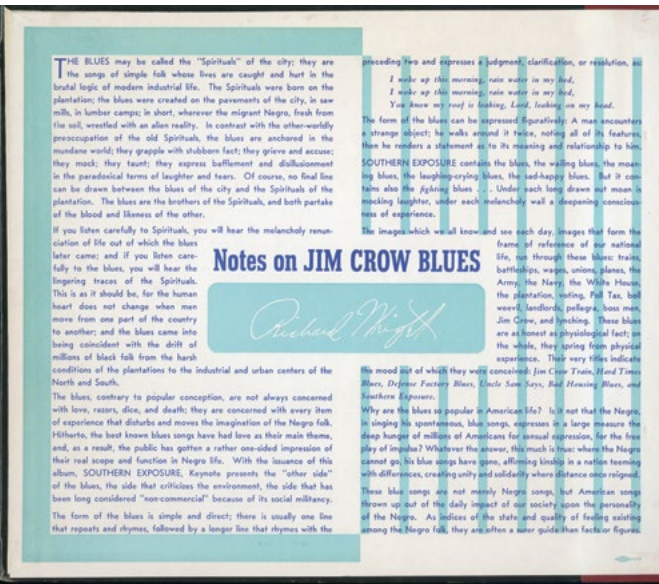 THE BLUES may be called the "Spirituals" of the city; they are
the songs of simple folk whose lives are caught and hurt in the
brutal logic of modern industrial life. The Spirituals were born on the
plantation; the blues were created on the pavements of the city, in saw
mills, in lumber camps; in short, wherever the migrant Negro, fresh from
the soil, wrestled with an alien reality. In contrast with the other-worldly
preoccupation of the old Spirituals, the blues are anchored in the
mundane world; they grapple with stubborn fact; they grieve and accuse;
they mock; they taunt; they express bafflement and disillusionment
in the paradoxical terms of laughter and tears. Of course, no final line
can be drawn between the blues of the city and the Spirituals of the
plantation. The blues are the brothers of the Spirituals, and both partake
of the blood and likeness of the other.
If you listen carefully to Spirituals, you will hear the melancholy renun-
ciation of life out of which the blues
later came; and if you listen care-
fully to the blues, you will hear the
lingering traces of the Spirituals.
This is as it should be, for the human
heart does not change when men
move from one part of the country
to another; and the blues came into
being coincident with the drift of
millions of black folk from the harsh
conditions of the plantations to the industrial and urban centers of the
North and South.
The blues, contrary to popular conception, are not always concerned
with love, razors, dice, and death; they are concerned with every item
of experience that disturbs and moves the imagination of the Negro folk.
Hitherto, the best known blues songs have had love as their main theme,
and, as a result, the public has gotten a rather one-sided impression of
their real scope and function in Negro life. With the issuance of this
album, SOUTHERN EXPOSURE, Keynote presents the "other side"
of the blues, the side that criticizes the environment, the side that has
been long considered "non-commercial" because of its social militancy.
The form of the blues is simple and direct; there is usually one line
that repeats and rhymes, followed by a longer line that rhymes with the
Notes on JIM CROW BLUES
Richard Wright
preceding two and expresses a judgment, clarification, or resolution, as:
I woke up this morning, rain water in my bed,
I woke up this morning, rain water in my bed,
You know my roof is leaking, Lord, leaking on my head.
The form of the blues can be expressed figuratively: A man encounters
a strange object; he walks around it twice, noting all of its features,
then he renders a statement as to its meaning and relationship to him.
SOUTHERN EXPOSURE contains the blues, the wailing blues, the moan-
ing blues, the laughing-crying blues, the sad-happy blues. But it con-
tains also the fighting blues . . . Under each long drawn out moan is
mocking laughter, under each melancholy wail a deepening conscious-
ness of experience.
The images which we all know and see each day, images that form the
frame of reference of our national
life, run through these blues: trains,
battleships, wages, unions, planes, the
Army, the Navy, the White House,
the plantation, voting, Poll Tax, boll
weevil, landlords, pellagra, boss men,
Jim Crow, and lynching. These blues
are as honest as physiological fact; on
the whole, they spring from physical
experience. Their very titles indicate
the mood out of which they were conceived: Jim Crow Train, Hard Times
Blues, Defense Factory Blues, Uncle Sam Says, Bad Housing Blues, and
Southern Exposure.
Why are the blues so popular in American life? Is it not that the Negro,
in singing his spontaneous, blue songs, expresses in a large measure the
deep hunger of millions of Americans for sensual expression, for the free
play of impulse? Whatever the answer, this much is true: where the Negro
cannot go, his blue songs have gone, affirming kinship in a nation teeming
with differences, creating unity and solidarity where distance once reigned.
These blue songs are not merely Negro songs, but American songs
thrown up out of the daily impact of our society upon the personality
of the Negro. As indices of the state and quality of feeling existing
among the Negro folk, they are often a surer guide than facts or figures.